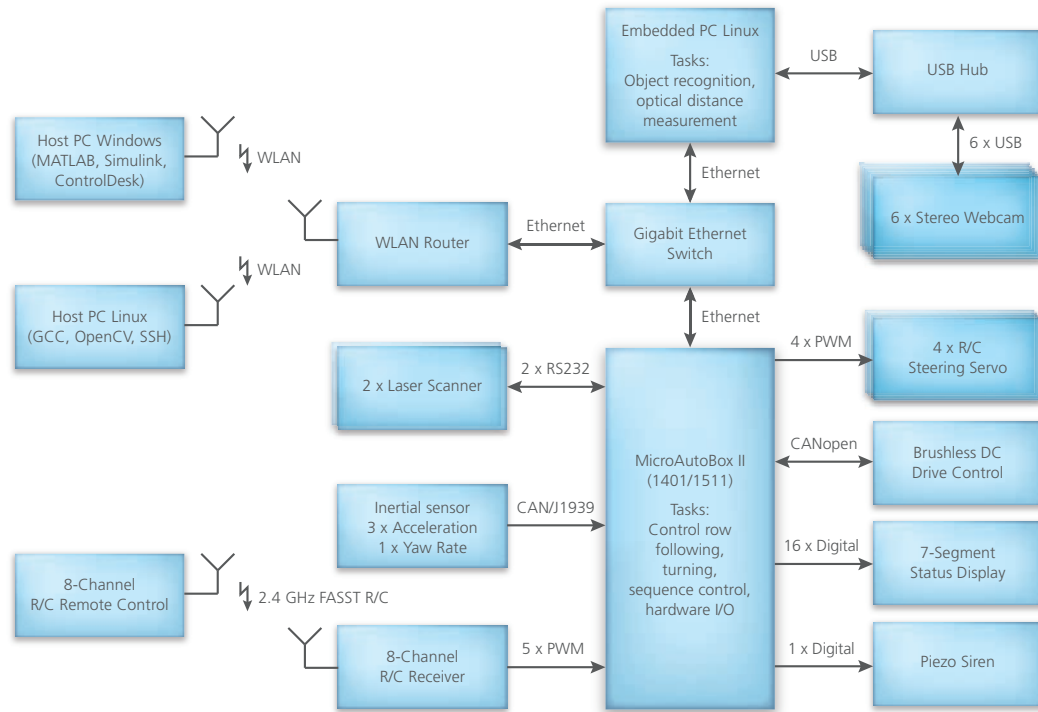 Embedded PC Linux
Tasks:
Object recognition,
optical distance
measurement
USB
USB Hub
6 x USB
6 x Stereo Webcam
Host PC Windows
(MATLAB, Simulink,
ControlDesk)
WLAN
Ethernet
WLAN Router
Ethernet
Gigabit Ethernet
Switch
WLAN
Host PC Linux
(GCC, OpenCV, SSH)
Ethernet
2 x Laser Scanner
2 x RS232
4 x PWM
4 x R/C
Steering Servo
MicroAutoBox II
(1401/1511)
Tasks:
Control row
following,
turning,
sequence control,
hardware I/O
CANopen
Brushless DC
Drive Control
Inertial sensor
3 x Acceleration
1 x Yaw Rate
CAN/J1939
16 x Digital
7-Segment
Status Display
8-Channel
R/C Remote Control
2.4 GHz FASST R/C
8-Channel
R/C Receiver
5 x PWM
1 x Digital
Piezo Siren